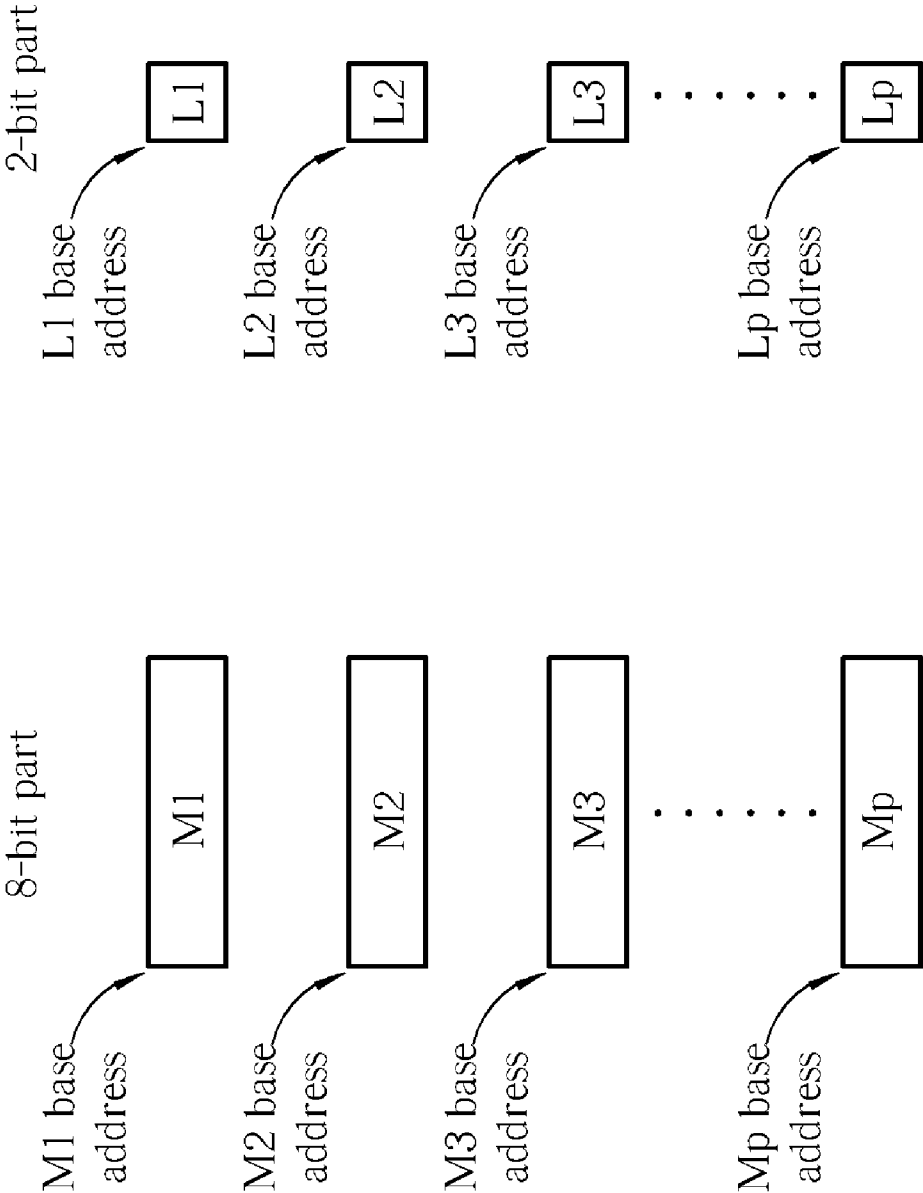 8-bit part
2-bit part
M1 base
address
M1
L1 base
address
L1
M2 base
address
M2
L2 base
address
L2
M3 base
address
M3
L3 base
address
L3
Mp base
address
Mp
Lp base
address
Lp